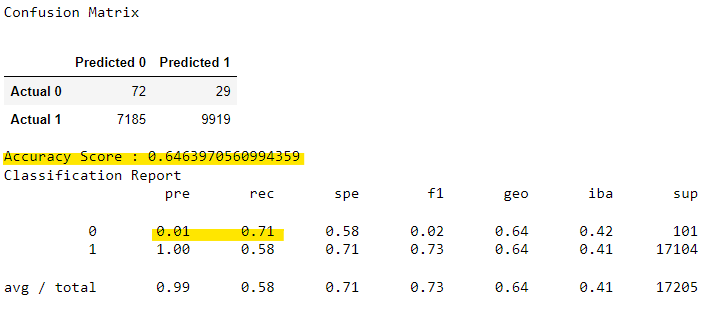 Confusion Matrix
Predicted 0 Predicted 1
Actual 0 72 29
Actual 1 7185 9919
Accuracy Score : 0.6463970560994359
Classification Report
pre rec spe f1 geo iba sup
0 0.01 0.71 0.58 0.02 0.64 0.42 101
1 1.00 0.58 0.71 0.73 0.64 0.41 17104
avg / total 0.99 0.58 0.71 0.73 0.64 0.41 17205